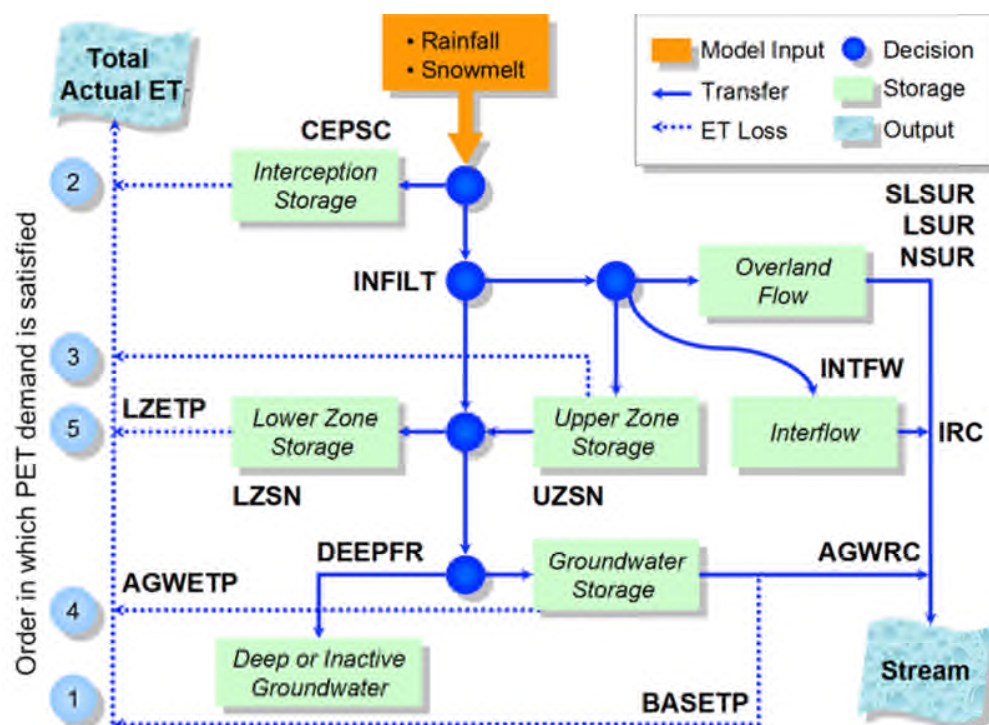 Total
Actual ET
• Rainfall
• Snowmelt
Model Input
Decision
Transfer
Storage
ET Loss
Output
CEPSC
2
Interception
Storage
SLSUR
LSUR
NSUR
INFILT
Overland
Flow
Order in which PET demand is satisfied
3
INTFW
LZETP
5
Lower Zone
Storage
Upper Zone
Storage
Interflow
IRC
LZSN
UZSN
DEEPFR
Groundwater
Storage
AGWRC
AGWETP
4
Deep or Inactive
Groundwater
Stream
1
BASETP